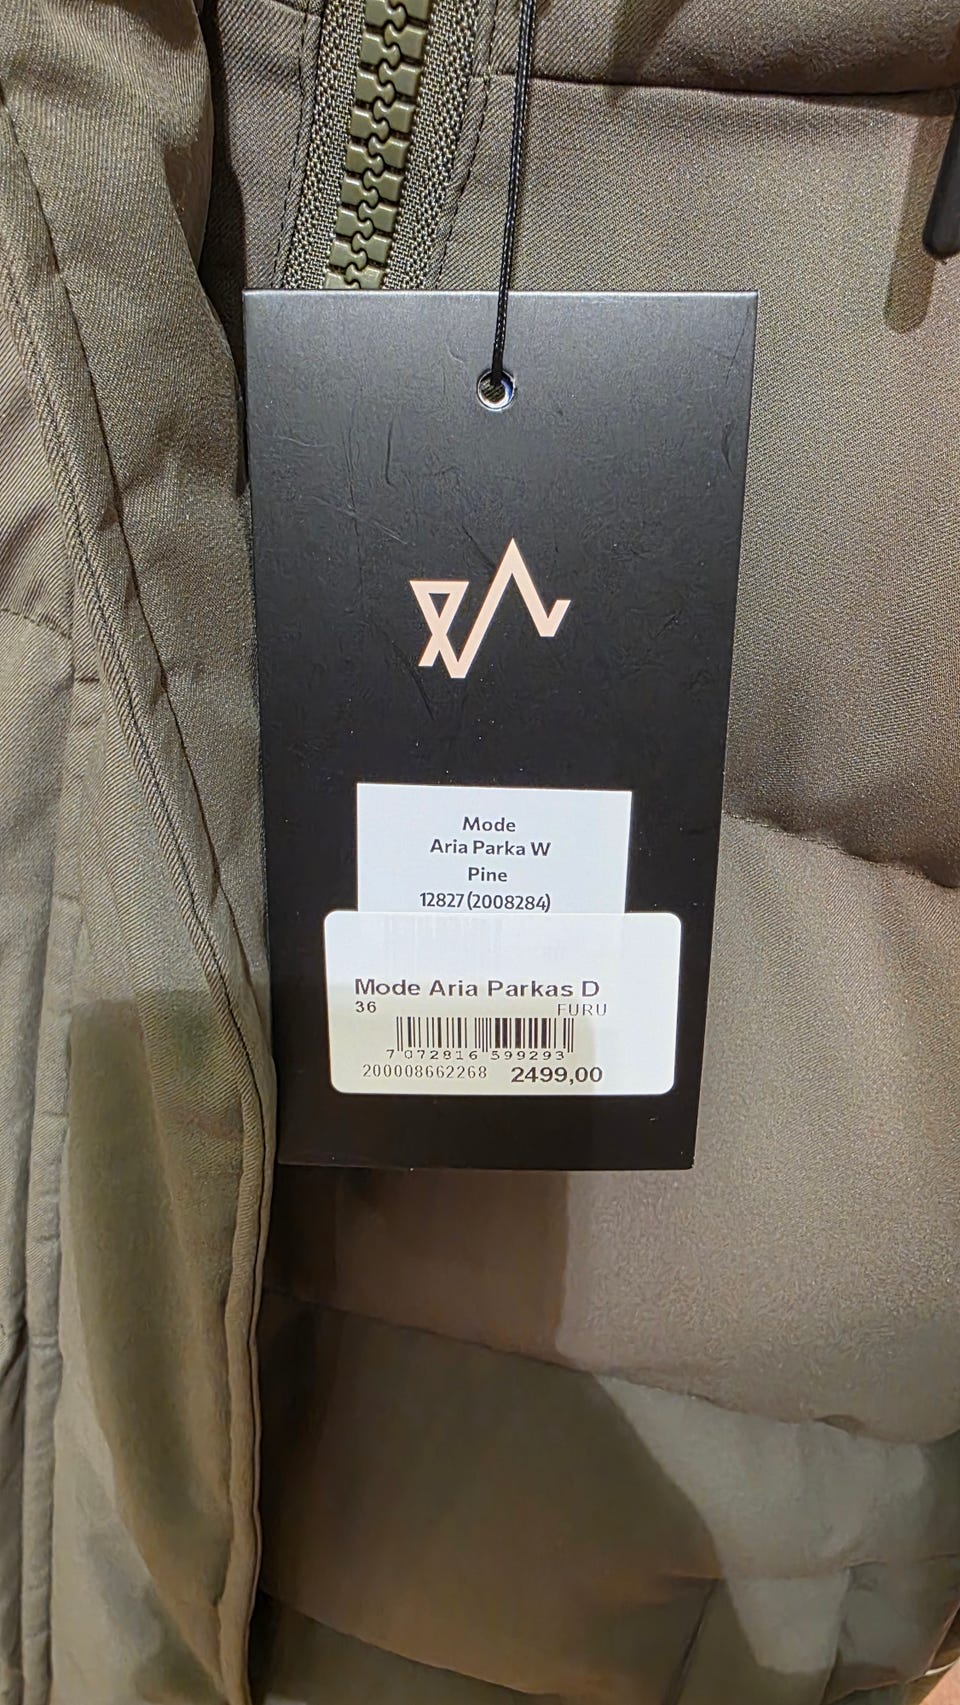 Mode
Aria Parka W
Pine
12827 (2008284)
Mode Aria Parkas D
36 FURU
7 072816 599293
200008662268 2499,00